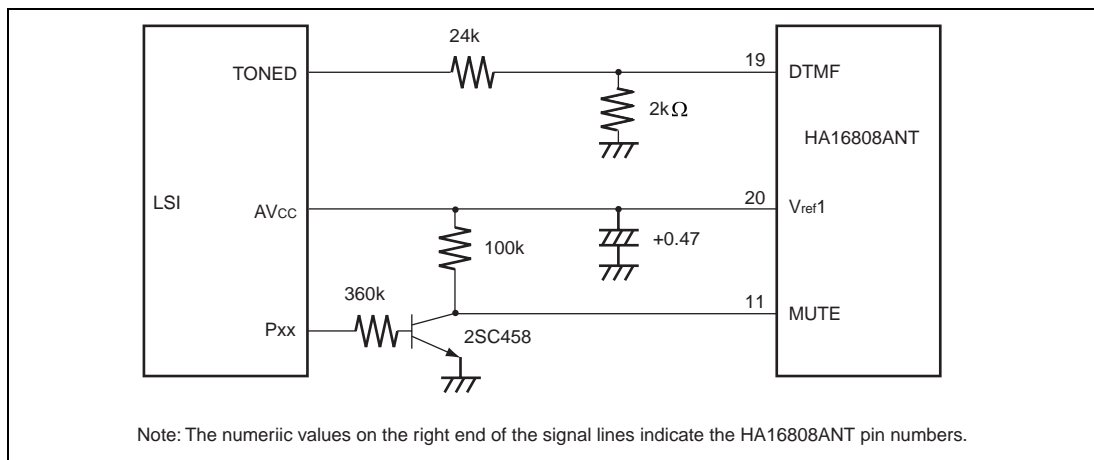 24k
TONED
19
DTMF
2kΩ
HA16808ANT
LSI
AVCC
20
Vref1
100k
+0.47
360k
11
MUTE
Pxx
2SC458
Note: The numeriic values on the right end of the signal lines indicate the HA16808ANT pin numbers.